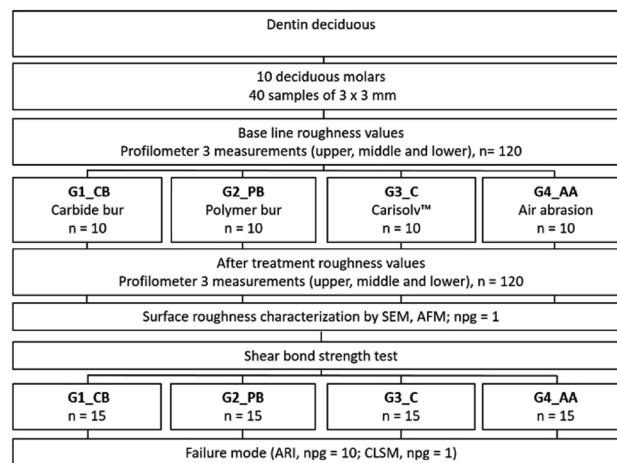 Dentin deciduous
10 deciduous molars
40 samples of 3 x 3 mm
Base line roughness values
Profilometer 3 measurements (upper, middle and lower), n= 120
G1_CB
Carbide bur
n = 10
G2_PB
Polymer bur
n = 10
G3_C
Carisolv™
n = 10
G4_AA
Air abrasion
n = 10
After treatment roughness values
Profilometer 3 measurements (upper, middle and lower), n = 120
Surface roughness characterization by SEM, AFM; npg = 1
Shear bond strength test
G1_CB
n = 15
G2_PB
n = 15
G3_C
n = 15
G4_AA
n = 15
Failure mode (ARI, npg = 10; CLSM, npg = 1)